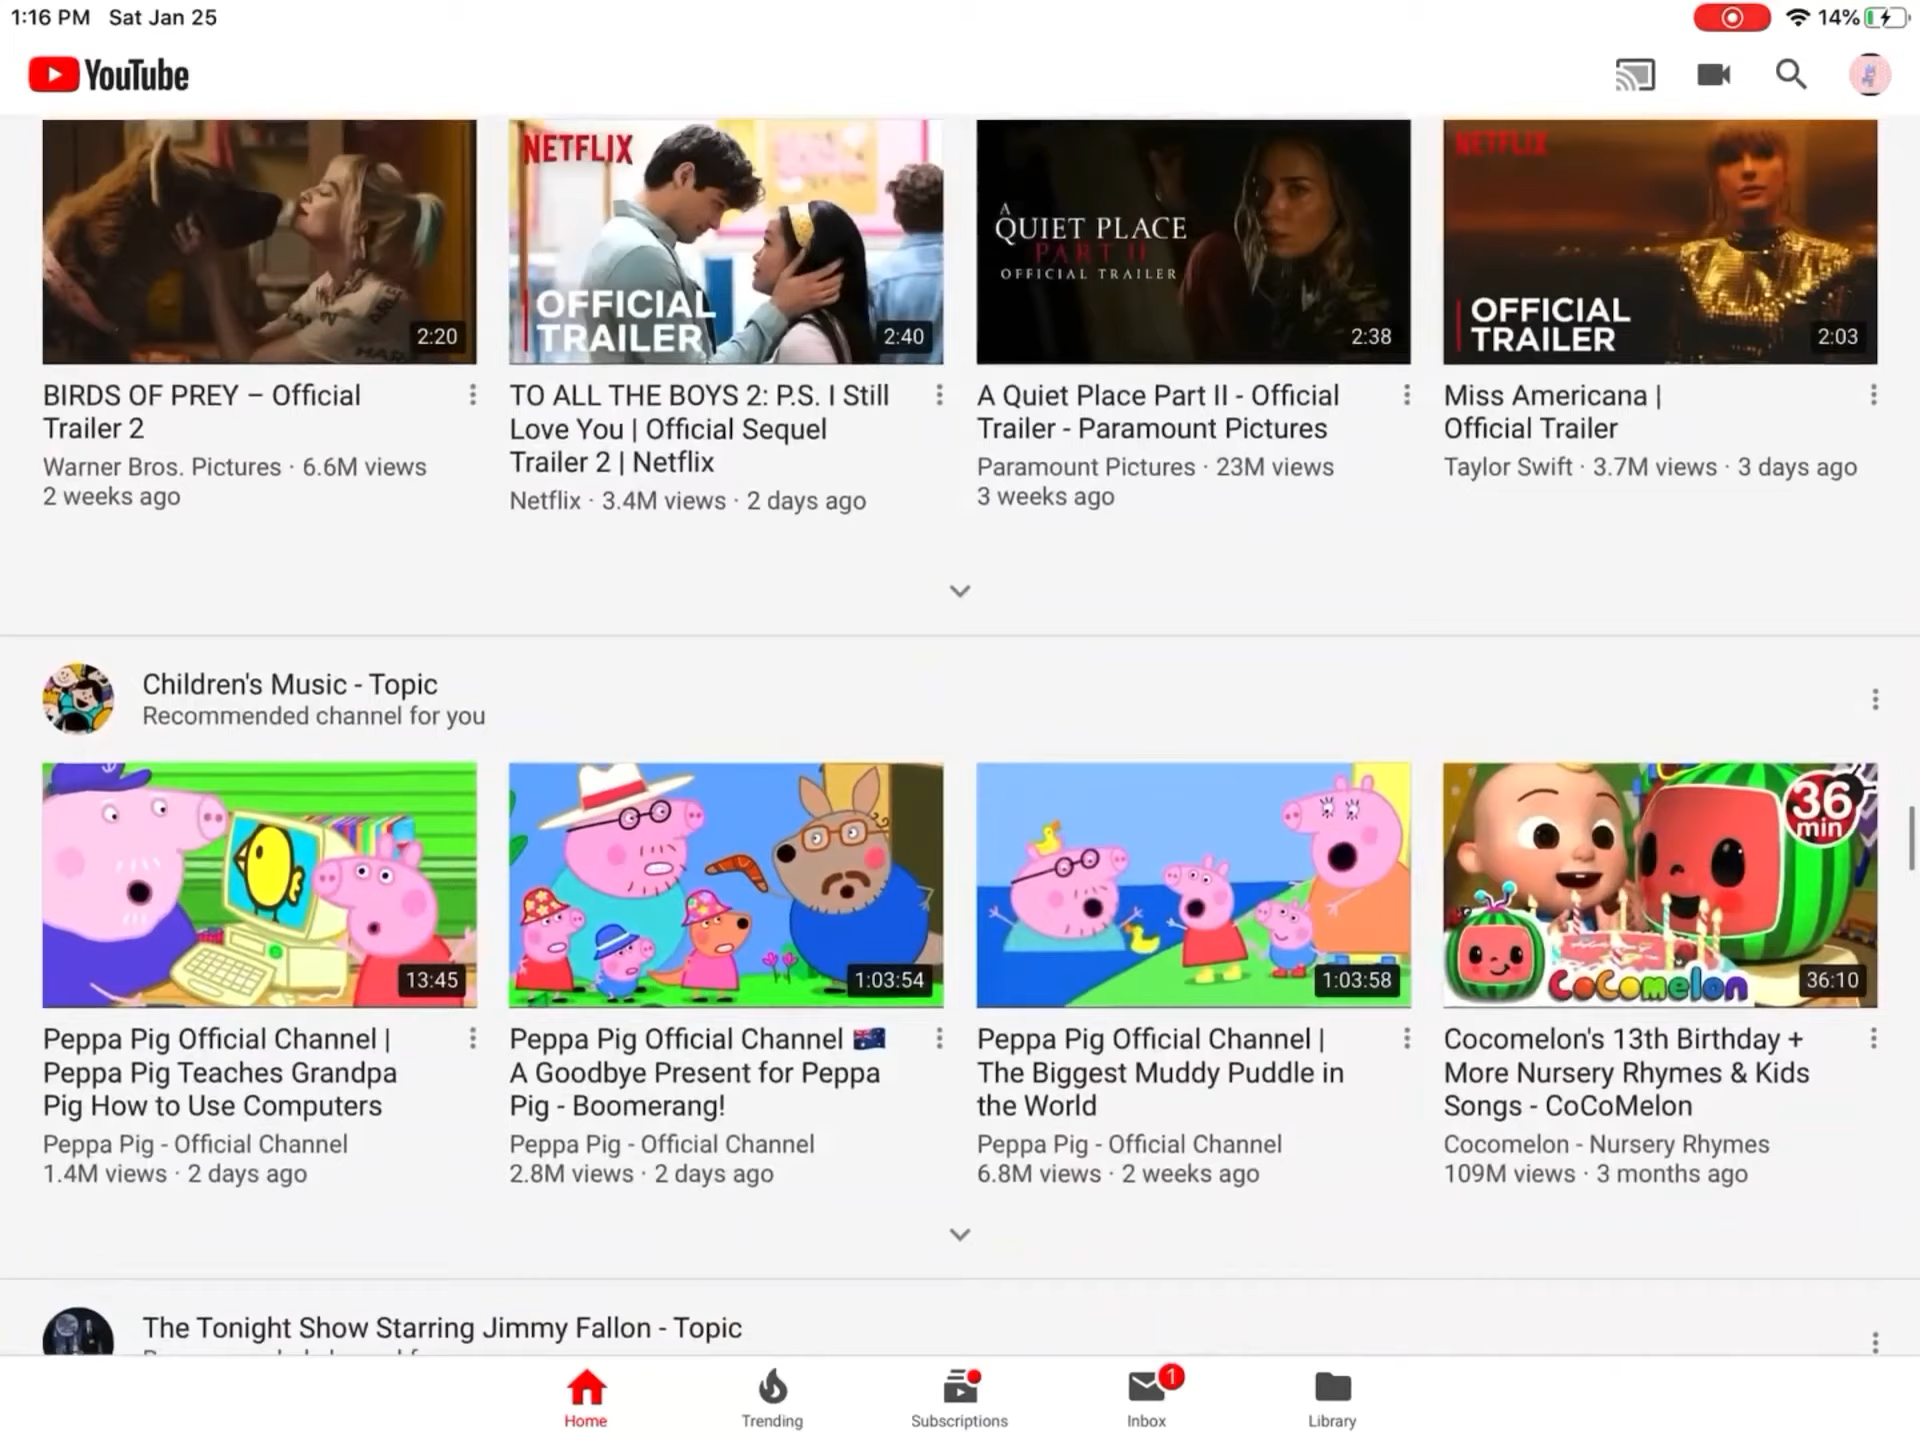 1:16 PM Sat Jan 25
14%
YouTube
NETFLIX
OFFICIAL
TRAILER
A
QUIET PLACE
PART II
OFFICIAL TRAILER
NETFLIX
OFFICIAL
TRAILER
2:20
2:40
2:38
2:03
BIRDS OF PREY – Official
Trailer 2
Warner Bros. Pictures · 6.6M views
2 weeks ago
TO ALL THE BOYS 2: P.S. I Still
Love You | Official Sequel
Trailer 2 | Netflix
Netflix · 3.4M views · 2 days ago
A Quiet Place Part II - Official
Trailer - Paramount Pictures
Paramount Pictures · 23M views
3 weeks ago
Miss Americana |
Official Trailer
Taylor Swift · 3.7M views · 3 days ago
Children's Music - Topic
Recommended channel for you
13:45
1:03:54
1:03:58
36
min
CoComelon
36:10
Peppa Pig Official Channel |
Peppa Pig Teaches Grandpa
Pig How to Use Computers
Peppa Pig - Official Channel
1.4M views · 2 days ago
Peppa Pig Official Channel 🇦🇺
A Goodbye Present for Peppa
Pig - Boomerang!
Peppa Pig - Official Channel
2.8M views · 2 days ago
Peppa Pig Official Channel |
The Biggest Muddy Puddle in
the World
Peppa Pig - Official Channel
6.8M views · 2 weeks ago
Cocomelon's 13th Birthday +
More Nursery Rhymes & Kids
Songs - CoCoMelon
Cocomelon - Nursery Rhymes
109M views · 3 months ago
The Tonight Show Starring Jimmy Fallon - Topic
Home
Trending
Subscriptions
1
Inbox
Library